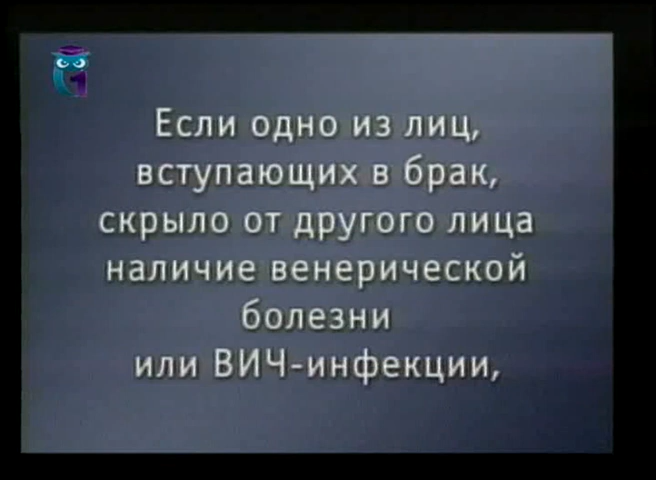 Если одно из лиц,
вступающих в брак,
скрыло от другого лица
наличие венерической
болезни
или ВИЧ-инфекции,